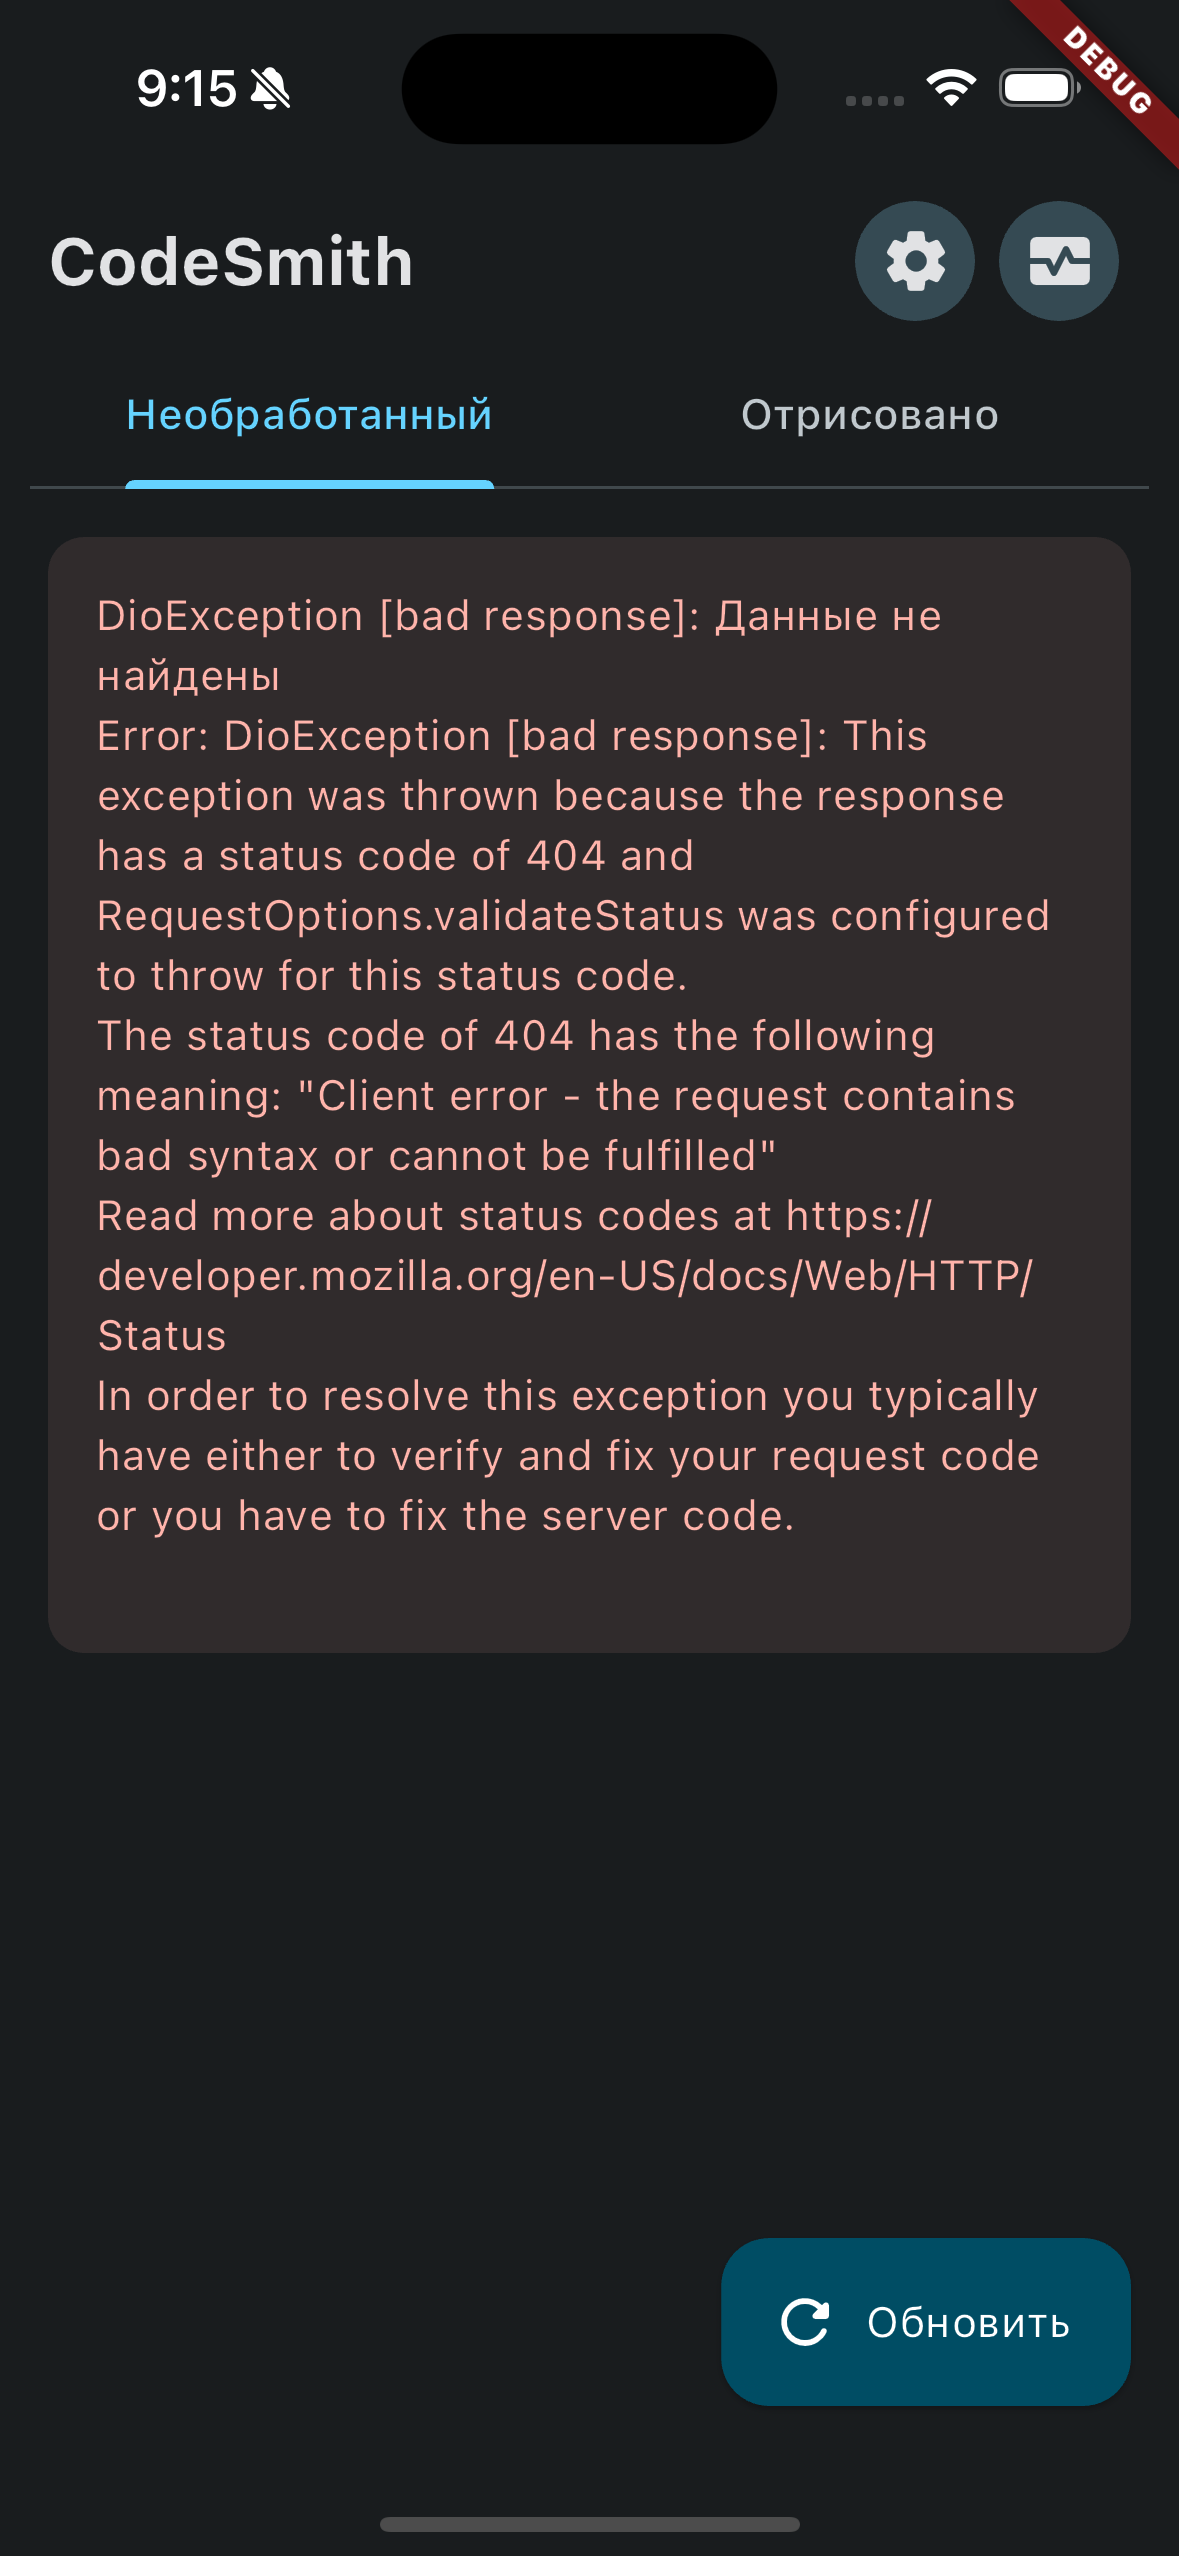 9:15
DEBUG
CodeSmith
Необработанный
Отрисовано
DioException [bad response]: Данные не
найдены
Error: DioException [bad response]: This
exception was thrown because the response
has a status code of 404 and
RequestOptions.validateStatus was configured
to throw for this status code.
The status code of 404 has the following
meaning: "Client error - the request contains
bad syntax or cannot be fulfilled"
Read more about status codes at https://
developer.mozilla.org/en-US/docs/Web/HTTP/
Status
In order to resolve this exception you typically
have either to verify and fix your request code
or you have to fix the server code.
Обновить